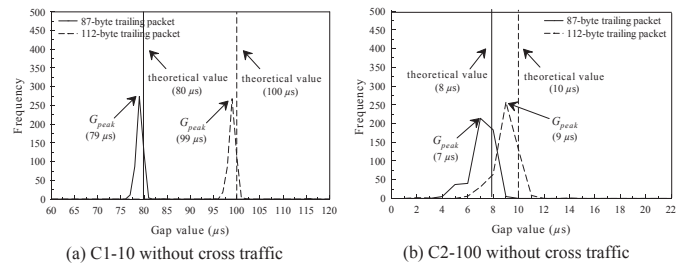 500
450
400
350
300
250
200
150
100
50
0
Frequency
87-byte trailing packet
112-byte trailing packet
theoretical value
(80 µs)
theoretical value
(100 µs)
G_peak
(79 µs)
G_peak
(99 µs)
60 65 70 75 80 85 90 95 100 105 110 115 120
Gap value (µs)
(a) C1-10 without cross traffic
500
450
400
350
300
250
200
150
100
50
0
Frequency
87-byte trailing packet
112-byte trailing packet
theoretical value
(8 µs)
theoretical value
(10 µs)
G_peak
(7 µs)
G_peak
(9 µs)
0 2 4 6 8 10 12 14 16 18 20 22
Gap value (µs)
(b) C2-100 without cross traffic